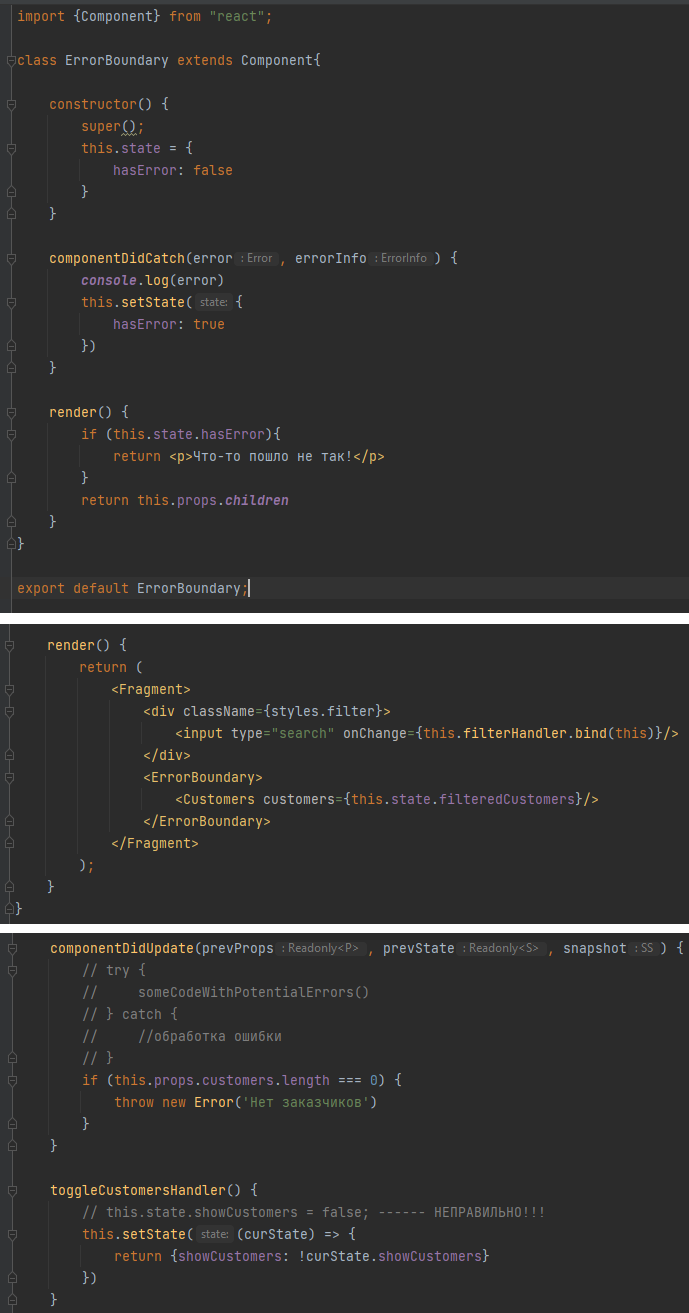 import {Component} from "react";
class ErrorBoundary extends Component{
constructor() {
super();
this.state = {
hasError: false
}
}
componentDidCatch(error : Error , errorInfo : ErrorInfo ) {
console.log(error)
this.setState( state: {
hasError: true
})
}
render() {
if (this.state.hasError){
return <p>Что-то пошло не так!</p>
}
return this.props.children
}
}
export default ErrorBoundary;
render() {
return (
<Fragment>
<div className={styles.filter}>
<input type="search" onChange={this.filterHandler.bind(this)}/>
</div>
<ErrorBoundary>
<Customers customers={this.state.filteredCustomers}/>
</ErrorBoundary>
</Fragment>
);
}
}
componentDidUpdate(prevProps : Readonly<P> , prevState : Readonly<S> , snapshot : SS ) {
// try {
//     someCodeWithPotentialErrors()
// } catch {
//     //обработка ошибки
// }
if (this.props.customers.length === 0) {
throw new Error('Нет заказчиков')
}
}
toggleCustomersHandler() {
// this.state.showCustomers = false; ------ НЕПРАВИЛЬНО!!!
this.setState( state: (curState) => {
return {showCustomers: !curState.showCustomers}
})
}